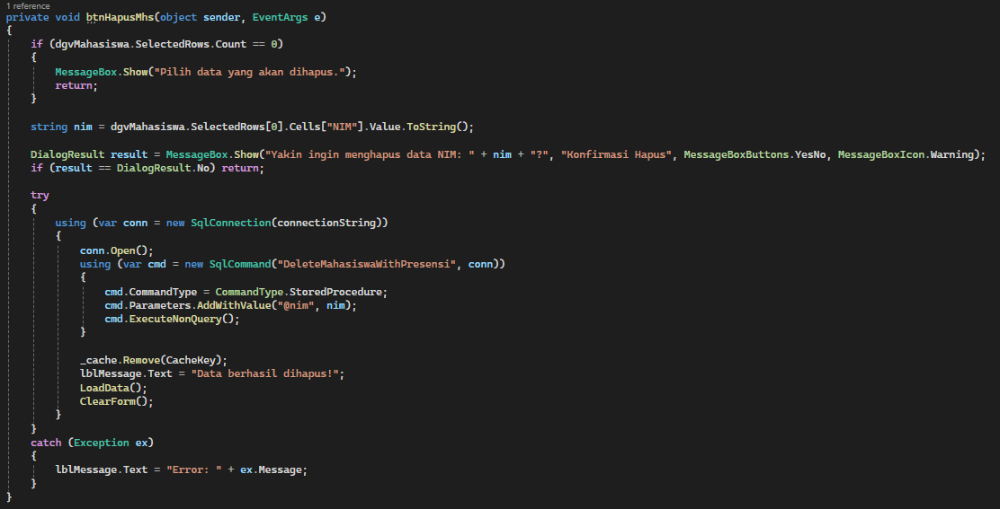 1 reference
private void btnHapusMhs(object sender, EventArgs e)
{
    if (dgvMahasiswa.SelectedRows.Count == 0)
    {
        MessageBox.Show("Pilih data yang akan dihapus.");
        return;
    }

    string nim = dgvMahasiswa.SelectedRows[0].Cells["NIM"].Value.ToString();

    DialogResult result = MessageBox.Show("Yakin ingin menghapus data NIM: " + nim + "?", "Konfirmasi Hapus", MessageBoxButtons.YesNo, MessageBoxIcon.Warning);
    if (result == DialogResult.No) return;

    try
    {
        using (var conn = new SqlConnection(connectionString))
        {
            conn.Open();
            using (var cmd = new SqlCommand("DeleteMahasiswaWithPresensi", conn))
            {
                cmd.CommandType = CommandType.StoredProcedure;
                cmd.Parameters.AddWithValue("@nim", nim);
                cmd.ExecuteNonQuery();
            }

            _cache.Remove(CacheKey);
            lblMessage.Text = "Data berhasil dihapus!";
            LoadData();
            ClearForm();
        }
    }
    catch (Exception ex)
    {
        lblMessage.Text = "Error: " + ex.Message;
    }
}